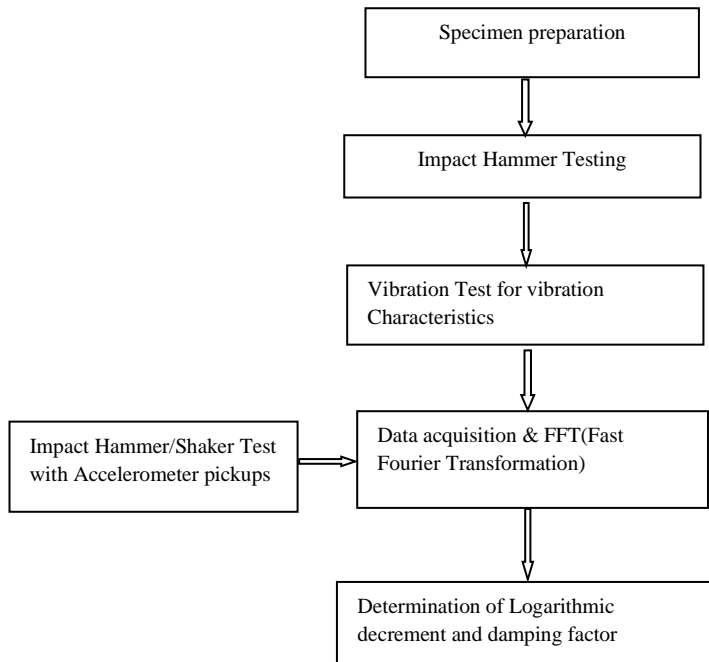 Specimen preparation
Impact Hammer Testing
Vibration Test for vibration
Characteristics
Impact Hammer/Shaker Test
with Accelerometer pickups
Data acquisition & FFT(Fast
Fourier Transformation)
Determination of Logarithmic
decrement and damping factor